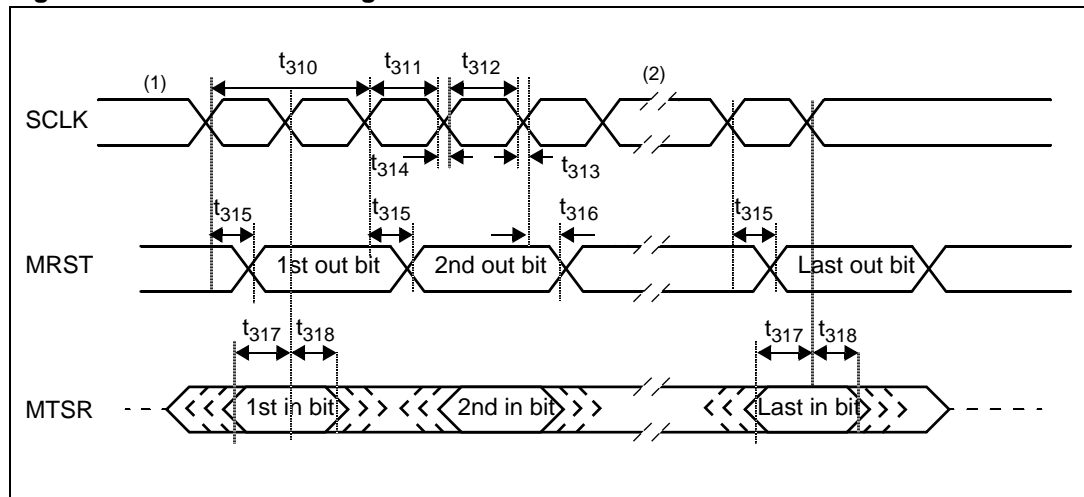 (1)
t310
t311
t312
(2)
SCLK
t314
t313
t315
t315
t316
t315
MRST
1st out bit
2nd out bit
Last out bit
t317
t318
t317
t318
MTSR
1st in bit
2nd in bit
Last in bit